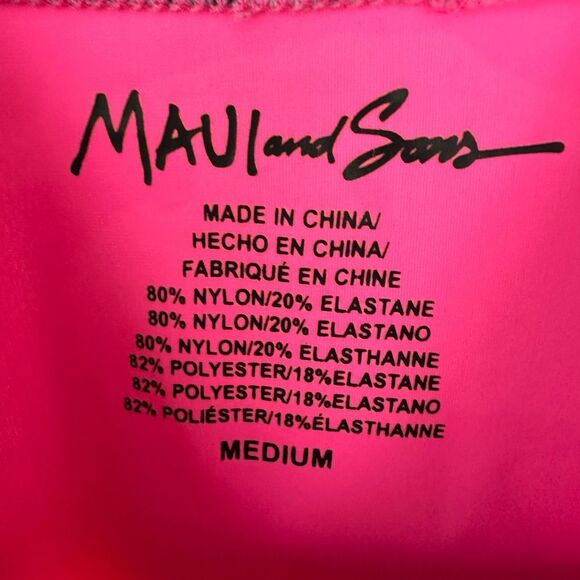 MAUI and Sons
MADE IN CHINA/
HECHO EN CHINA/
FABRIQUÉ EN CHINE
80% NYLON/20% ELASTANE
80% NYLON/20% ELASTANO
80% NYLON/20% ÉLASTHANNE
82% POLYESTER/18%ELASTANE
82% POLYESTER/18%ELASTANO
82% POLIÉSTER/18%ÉLASTHANNE
MEDIUM